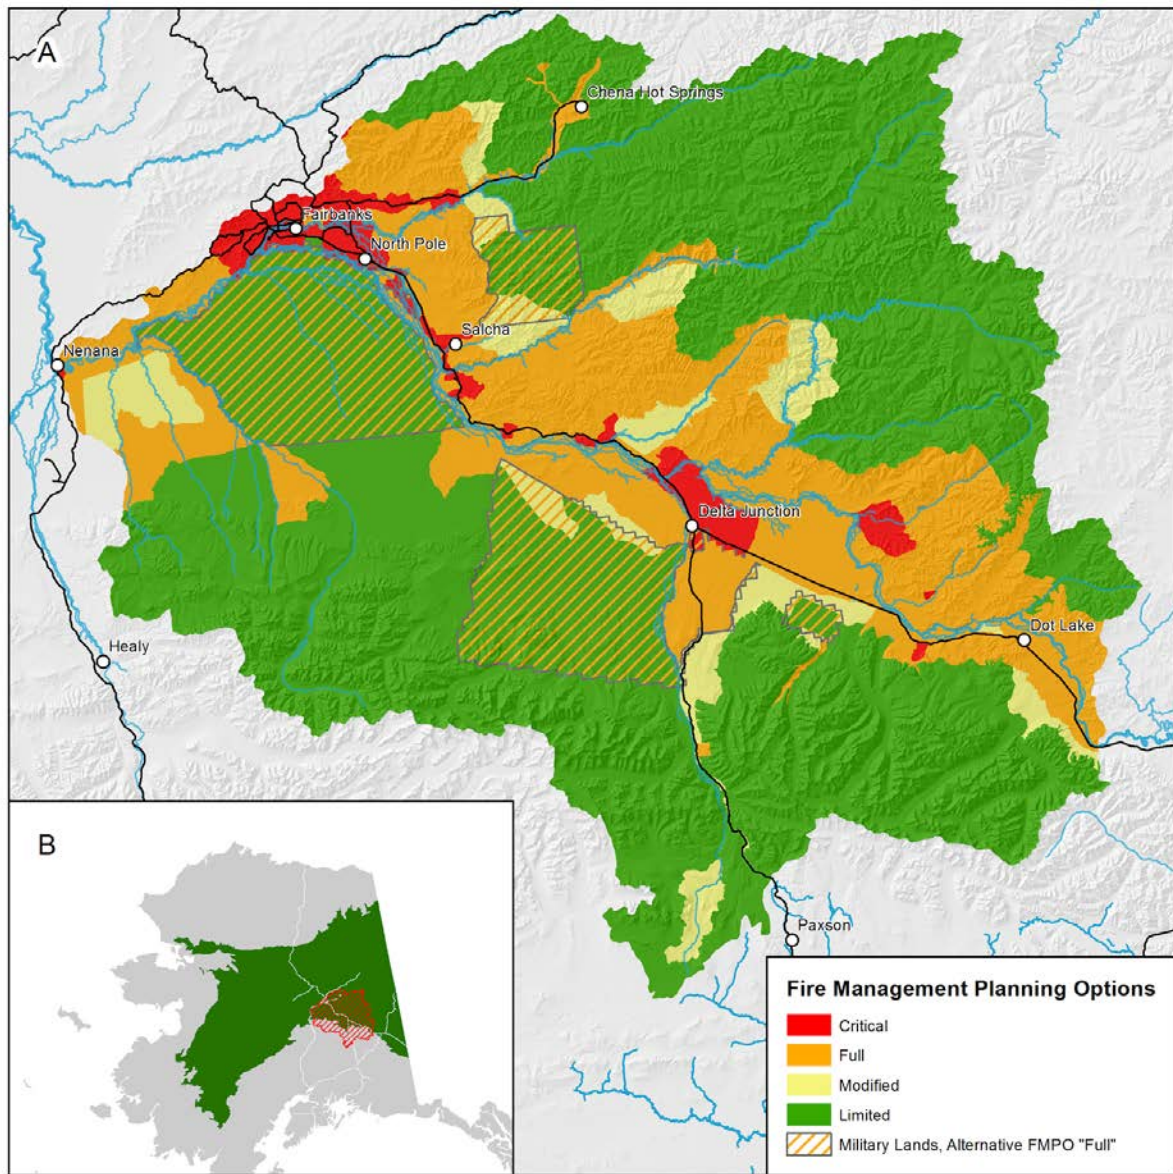 A
Chena Hot Springs
Fairbanks
North Pole
Salcha
Nenana
Delta Junction
Dot Lake
Healy
Paxson
B
Fire Management Planning Options
Critical
Full
Modified
Limited
Military Lands, Alternative FMPO "Full"